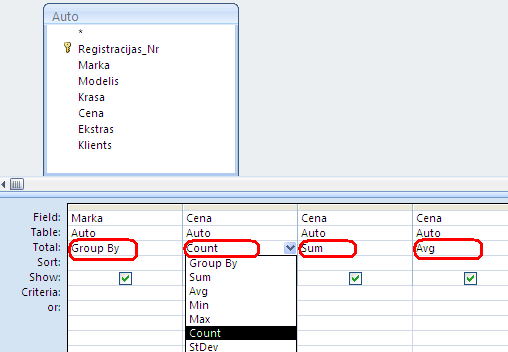 Auto
*
Registracijas_Nr
Marka
Modelis
Krasa
Cena
Ekstras
Klients
Field: Marka Cena Cena Cena
Table: Auto Auto Auto Auto
Total: Group By Count Sum Avg
Sort: Group By
Show: Sum
Criteria: Avg
or: Min
Max
Count
StDev